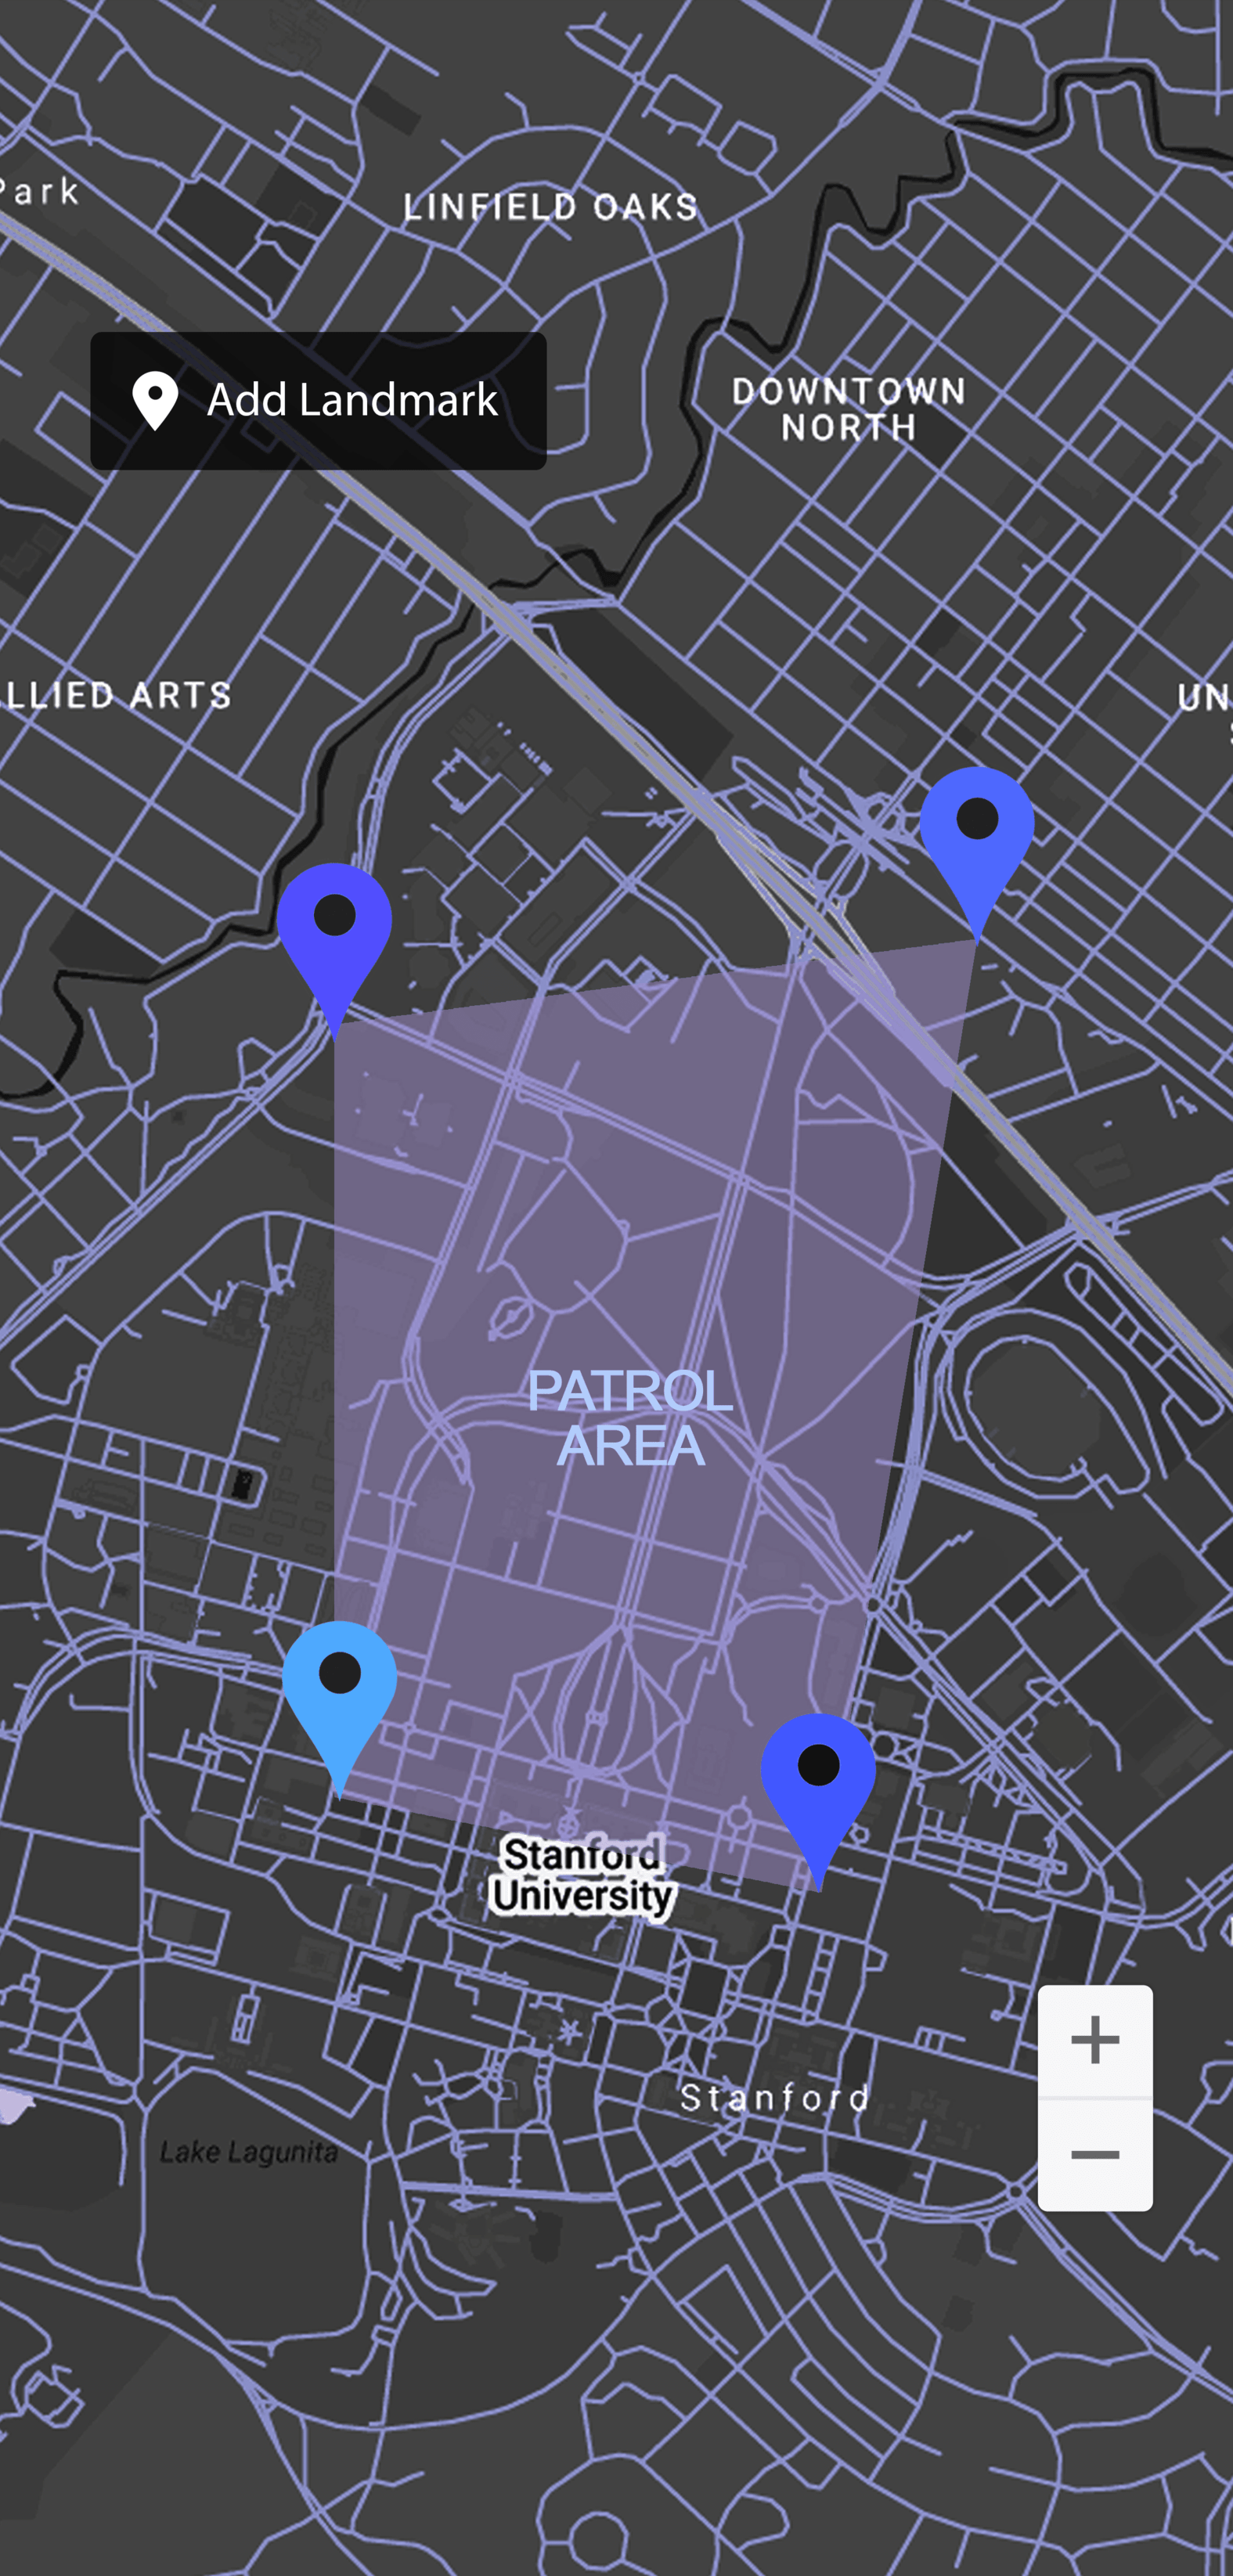 Park
LINFIELD OAKS
Add Landmark
DOWNTOWN
NORTH
LLIED ARTS
UN
PATROL
AREA
Stanford
University
Stanford
Lake Lagunita